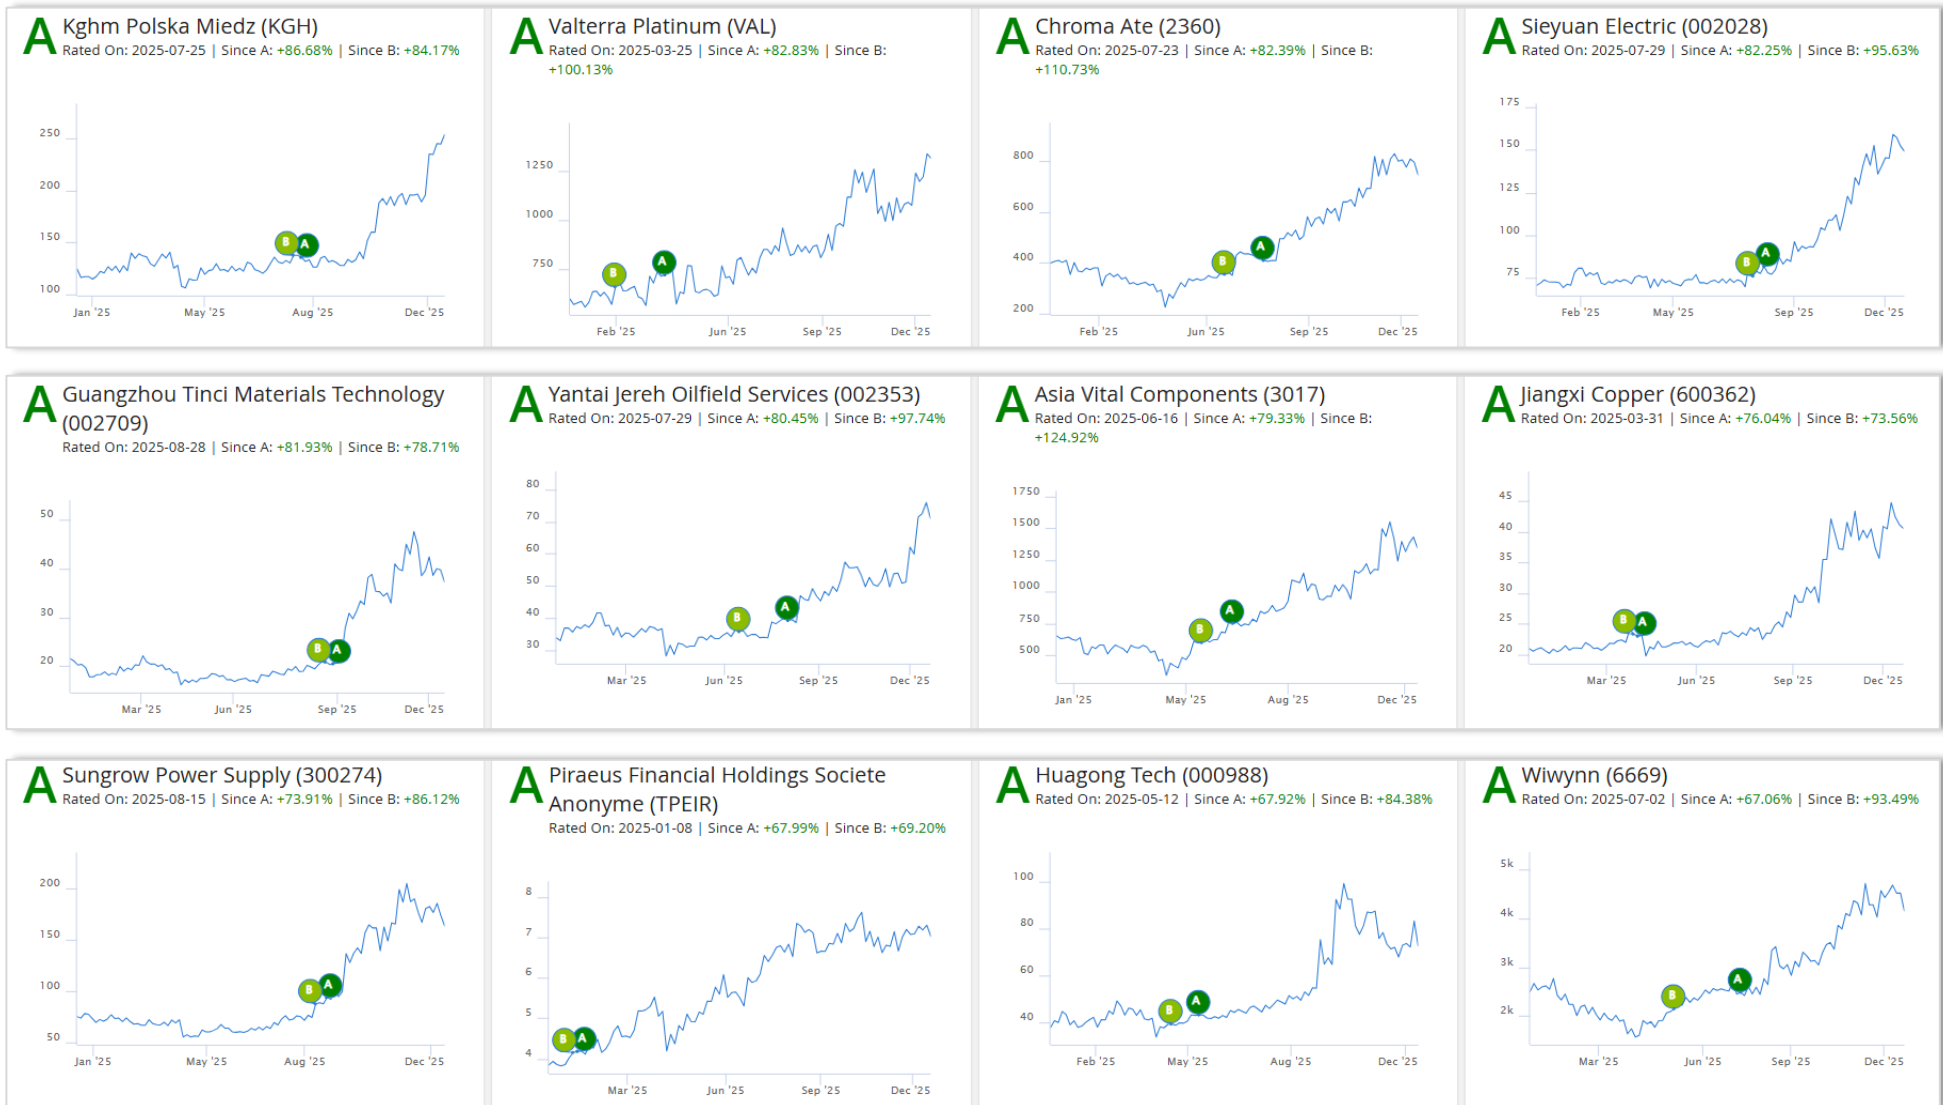 A Kghm Polska Miedz (KGH)
Rated On: 2025-07-25 | Since A: +86.68% | Since B: +84.17%
250
200
150
100
B A
Jan '25 May '25 Aug '25 Dec '25
A Valterra Platinum (VAL)
Rated On: 2025-03-25 | Since A: +82.83% | Since B:
+100.13%
1250
1000
750
B A
Feb '25 Jun '25 Sep '25 Dec '25
A Chroma Ate (2360)
Rated On: 2025-07-23 | Since A: +82.39% | Since B:
+110.73%
800
600
400
200
B A
Feb '25 Jun '25 Sep '25 Dec '25
A Sieyuan Electric (002028)
Rated On: 2025-07-29 | Since A: +82.25% | Since B: +95.63%
175
150
125
100
75
B A
Feb '25 May '25 Sep '25 Dec '25
A Guangzhou Tinci Materials Technology
(002709)
Rated On: 2025-08-28 | Since A: +81.93% | Since B: +78.71%
50
40
30
20
B A
Mar '25 Jun '25 Sep '25 Dec '25
A Yantai Jereh Oilfield Services (002353)
Rated On: 2025-07-29 | Since A: +80.45% | Since B: +97.74%
80
70
60
50
40
30
B A
Mar '25 Jun '25 Sep '25 Dec '25
A Asia Vital Components (3017)
Rated On: 2025-06-16 | Since A: +79.33% | Since B:
+124.92%
1750
1500
1250
1000
750
500
B A
Jan '25 May '25 Aug '25 Dec '25
A Jiangxi Copper (600362)
Rated On: 2025-03-31 | Since A: +76.04% | Since B: +73.56%
45
40
35
30
25
20
B A
Mar '25 Jun '25 Sep '25 Dec '25
A Sungrow Power Supply (300274)
Rated On: 2025-08-15 | Since A: +73.91% | Since B: +86.12%
200
150
100
50
B A
Jan '25 May '25 Aug '25 Dec '25
A Piraeus Financial Holdings Societe
Anonyme (TPEIR)
Rated On: 2025-01-08 | Since A: +67.99% | Since B: +69.20%
8
7
6
5
4
B A
Mar '25 Jun '25 Sep '25 Dec '25
A Huagong Tech (000988)
Rated On: 2025-05-12 | Since A: +67.92% | Since B: +84.38%
100
80
60
40
B A
Feb '25 May '25 Aug '25 Dec '25
A Wiwynn (6669)
Rated On: 2025-07-02 | Since A: +67.06% | Since B: +93.49%
5k
4k
3k
2k
B A
Mar '25 Jun '25 Sep '25 Dec '25